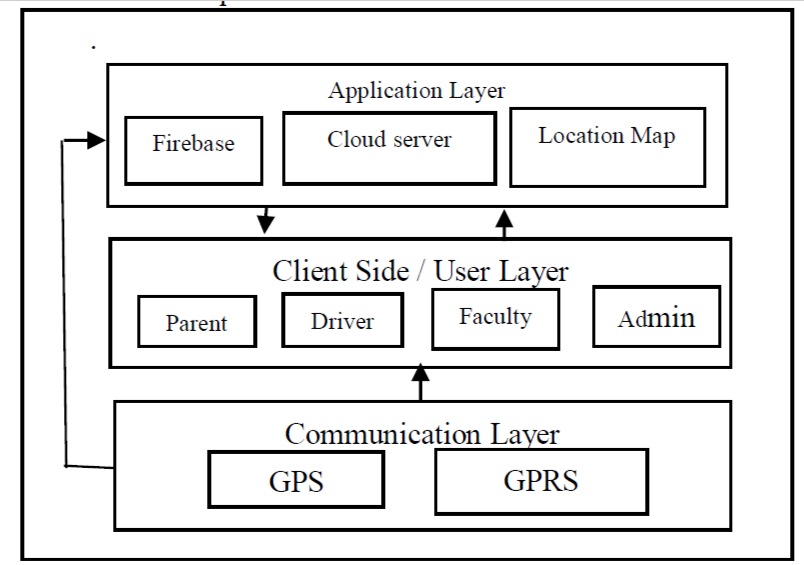 Application Layer
Firebase
Cloud server
Location Map
Client Side / User Layer
Parent
Driver
Faculty
Admin
Communication Layer
GPS
GPRS